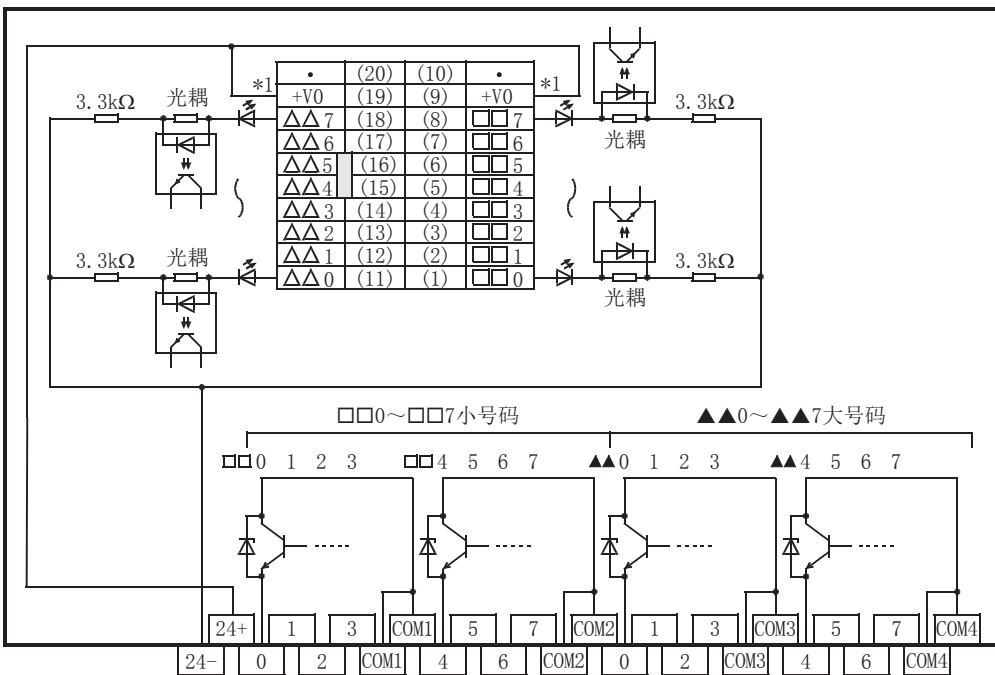 • (20) (10) •
*1 +V0 (19) (9) +V0 *1
3.3kΩ 光耦 △△7 (18) (8) □□7 光耦 3.3kΩ
△△6 (17) (7) □□6
△△5 (16) (6) □□5
△△4 (15) (5) □□4
△△3 (14) (4) □□3
△△2 (13) (3) □□2
3.3kΩ 光耦 △△1 (12) (2) □□1 3.3kΩ
△△0 (11) (1) □□0 光耦
□□0～□□7小号码 ▲▲0～▲▲7大号码
□□0 1 2 3 □□4 5 6 7 ▲▲0 1 2 3 ▲▲4 5 6 7
24+ 1 3 COM1 5 7 COM2 1 3 COM3 5 7 COM4
24- 0 2 COM1 4 6 COM2 0 2 COM3 4 6 COM4